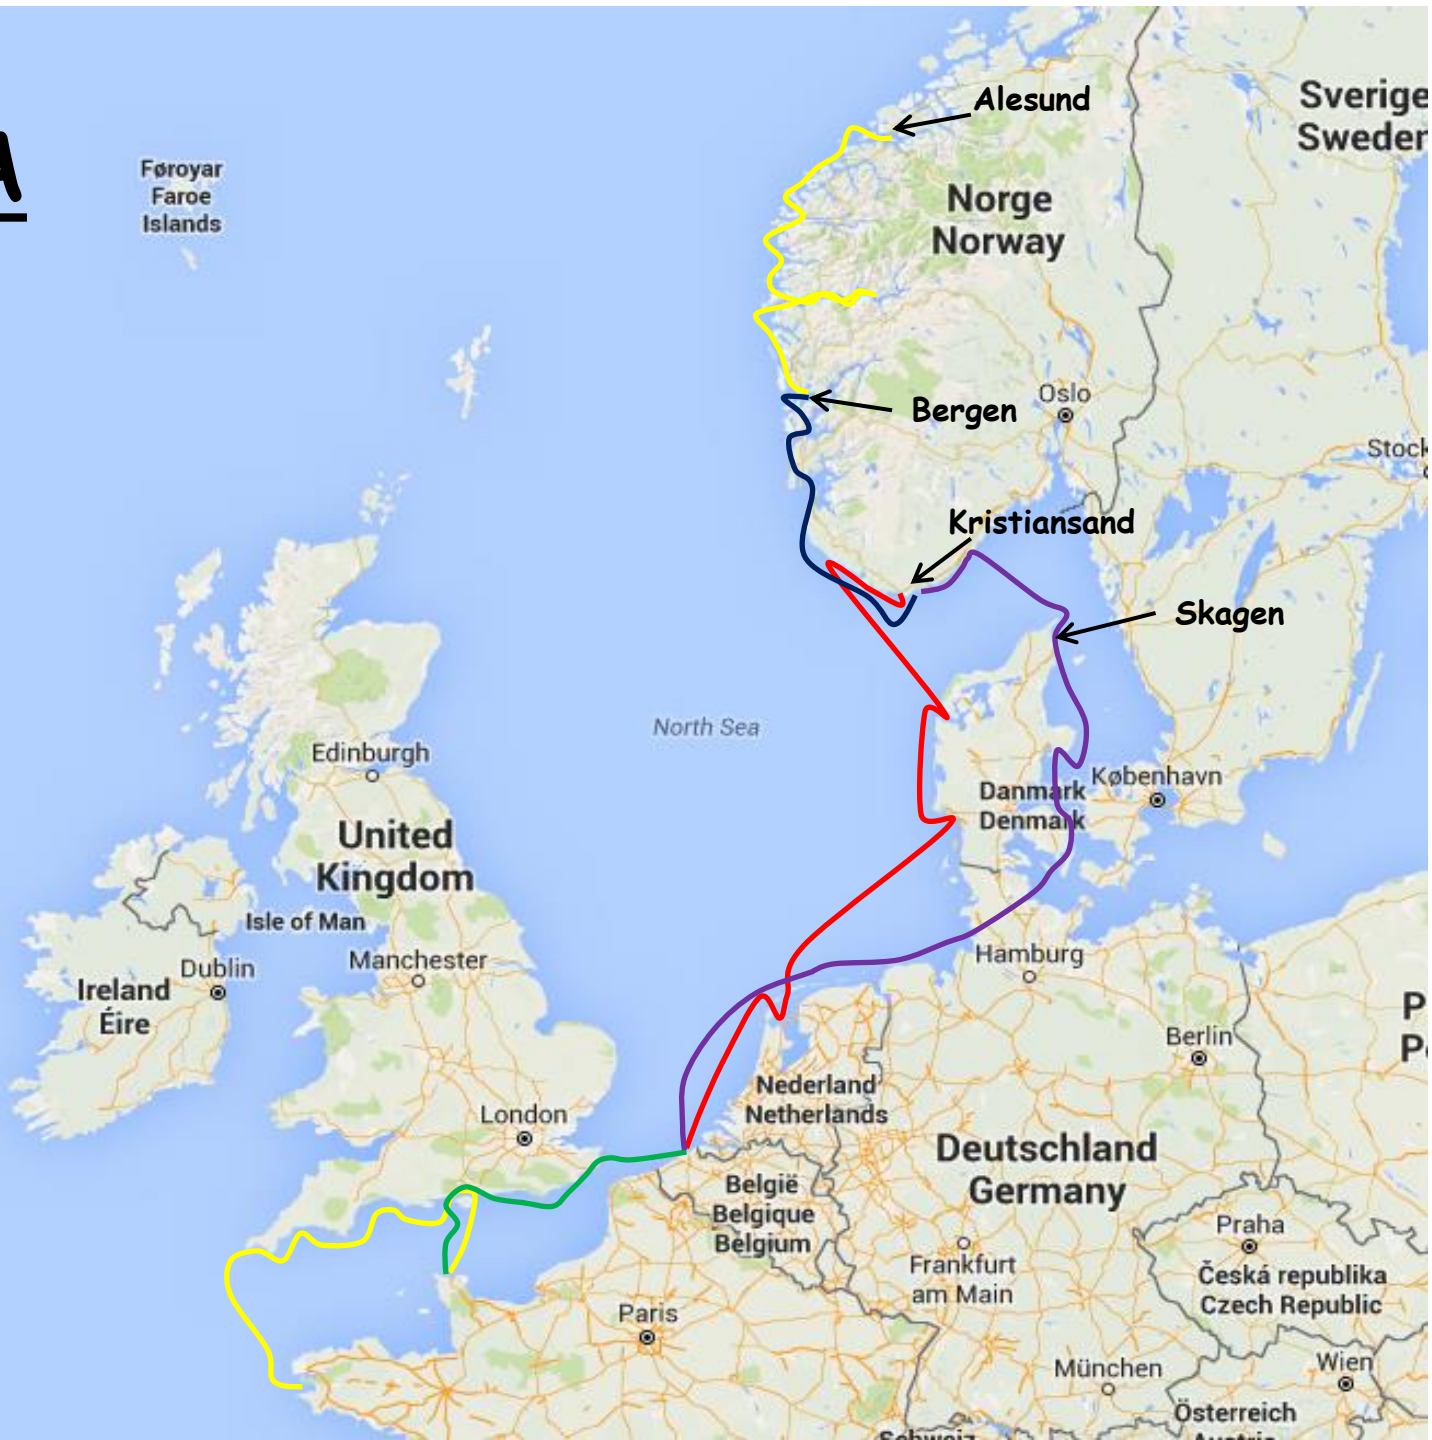 A
Alesund
Sverige
Sweden
Føroyar
Faroe
Islands
Norge
Norway
Oslo
Bergen
Stock
Kristiansand
Skagen
North Sea
Edinburgh
København
Danmark
Denmark
United
Kingdom
Isle of Man
Hamburg
Manchester
Dublin
Ireland
Éire
P
P
Berlin
Nederland
Netherlands
London
Deutschland
Germany
België
Belgique
Belgium
Praha
Frankfurt
am Main
Česká republika
Czech Republic
Paris
München
Wien
Österreich
Austria
Schweiz